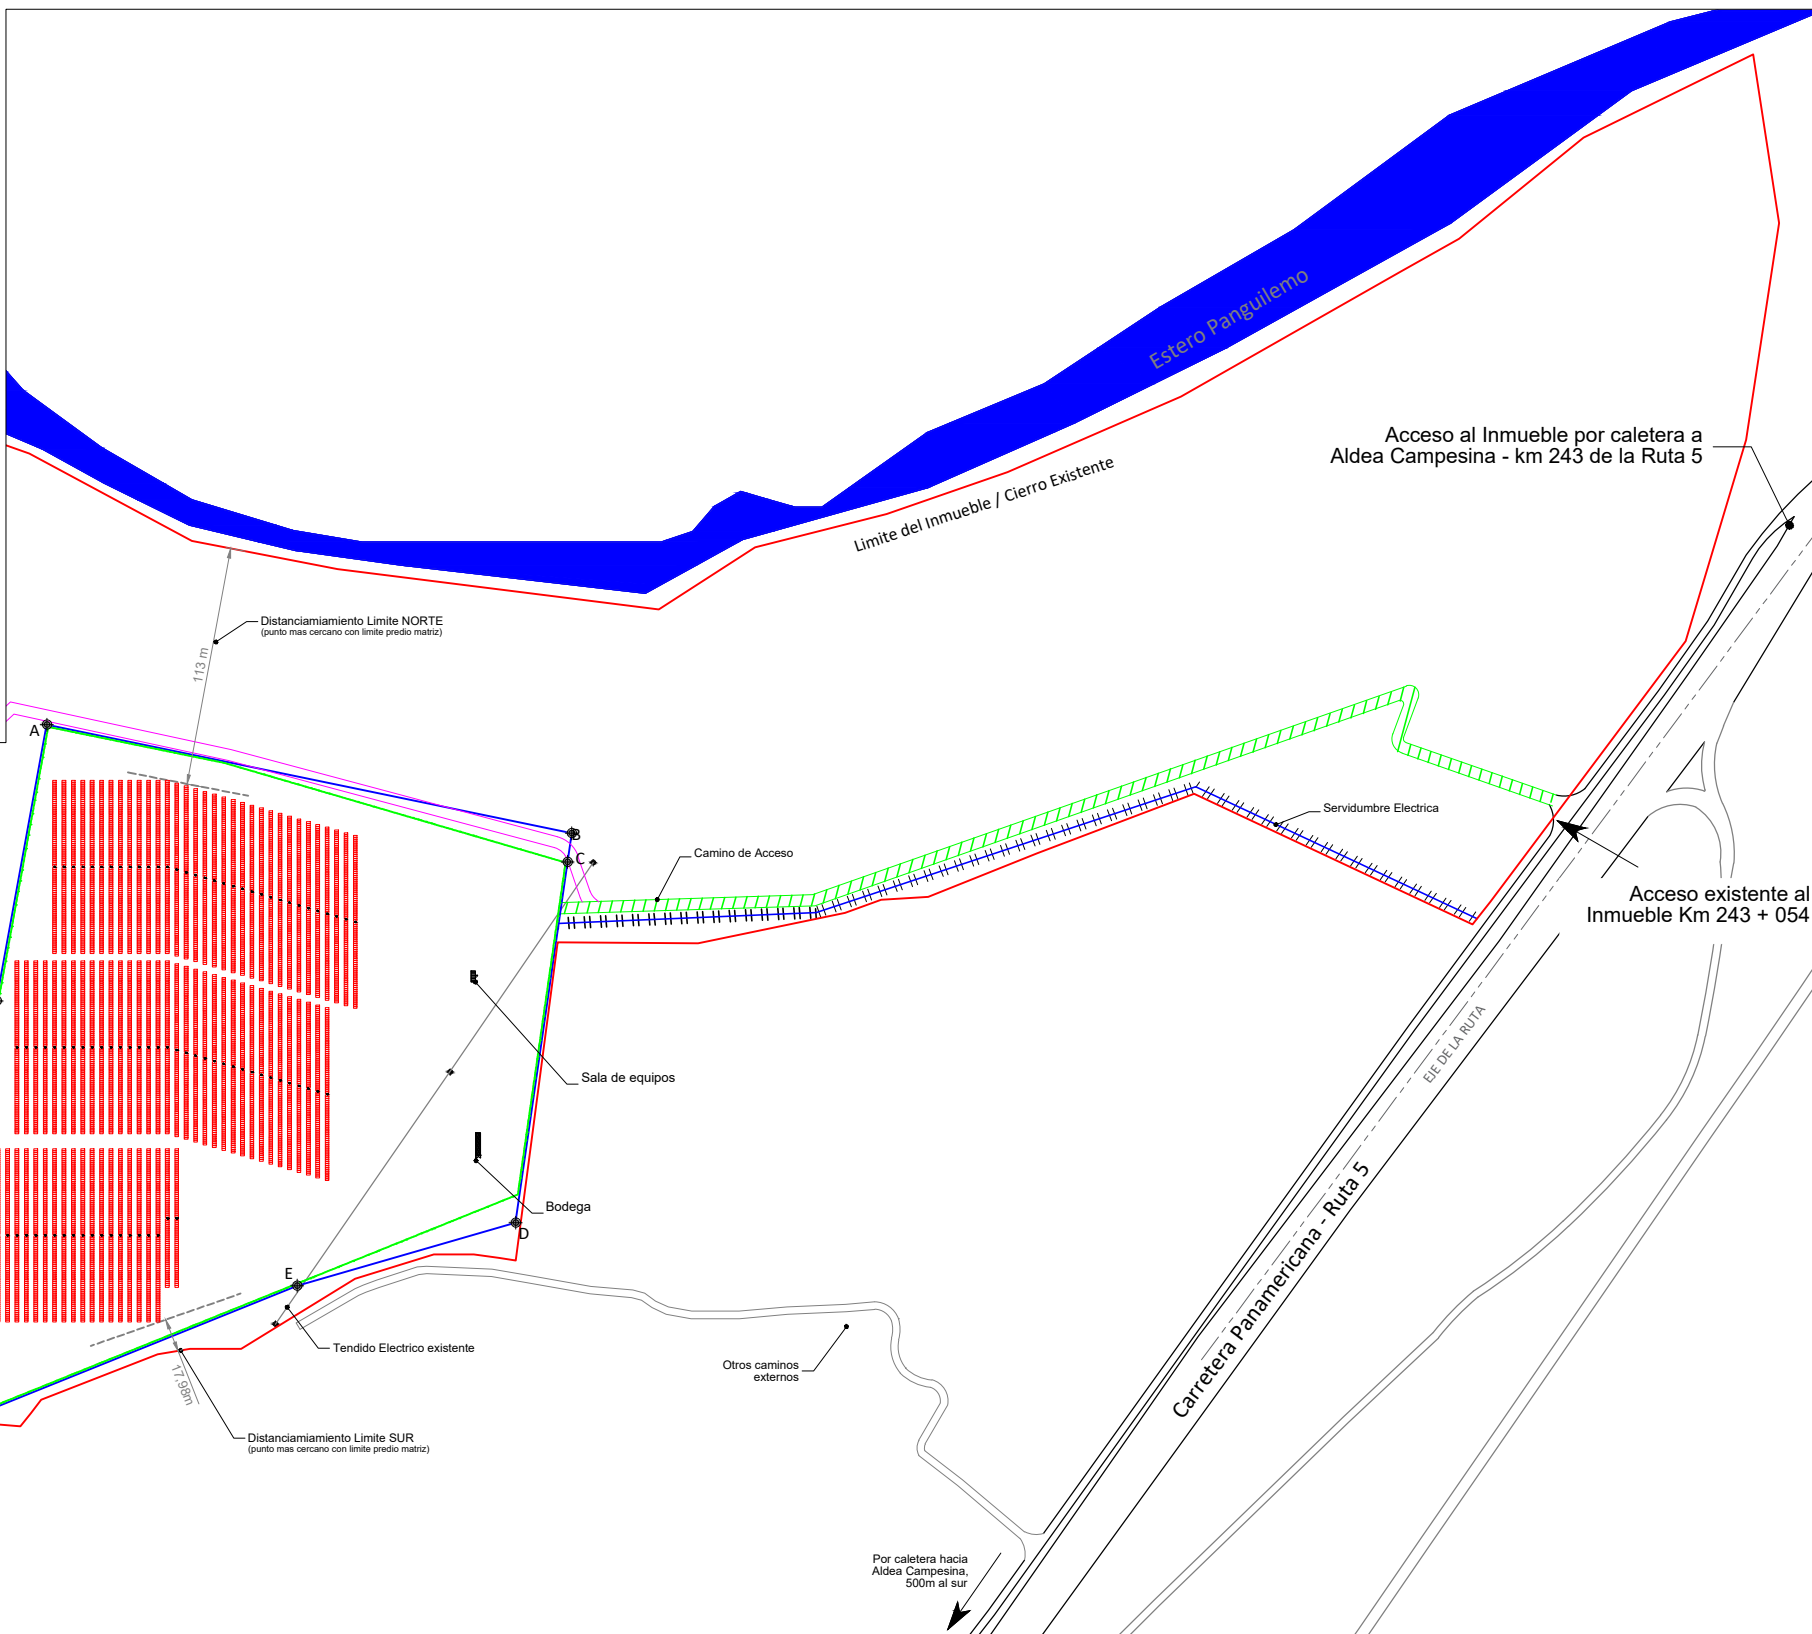 Estero Panguilemo
Acceso al Inmueble por caletera a
Aldea Campesina - km 243 de la Ruta 5
Limite del Inmueble / Cierro Existente
Distanciamiamiento Limite NORTE
(punto mas cercano con limite predio matriz)
113 m
A
B
C
Camino de Acceso
Servidumbre Electrica
Acceso existente al
Inmueble Km 243 + 054
EJE DE LA RUTA
Sala de equipos
Carretera Panamericana - Ruta 5
Bodega
D
E
Tendido Electrico existente
Otros caminos
externos
17,98m
Distanciamiamiento Limite SUR
(punto mas cercano con limite predio matriz)
Por caletera hacia
Aldea Campesina,
500m al sur